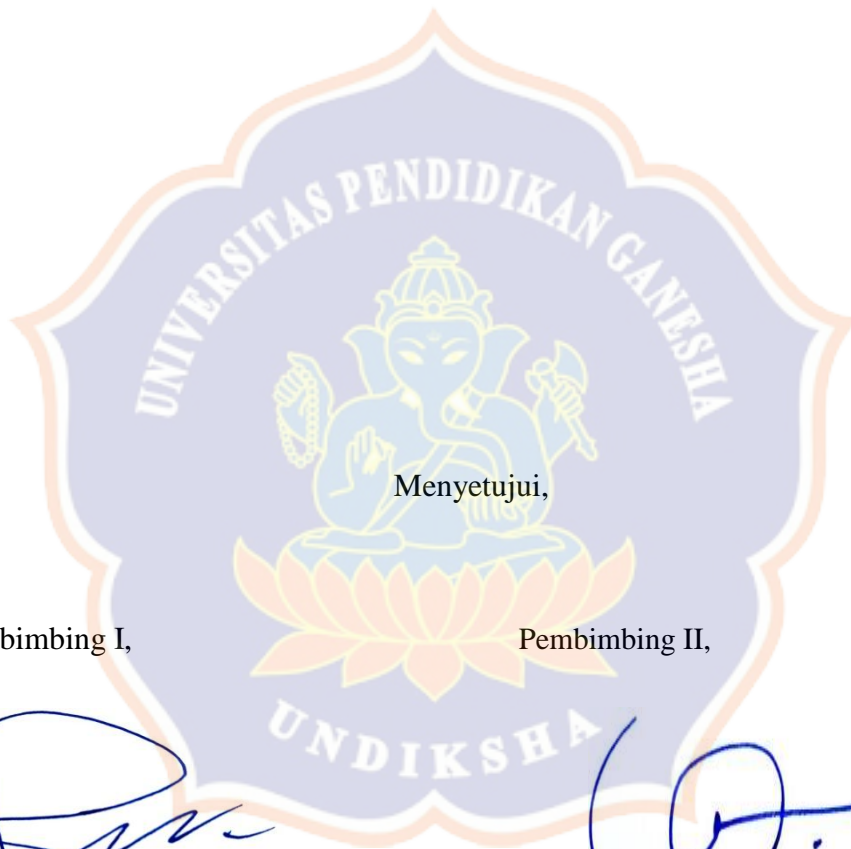 UNIVERSITAS PENDIDIKAN GANESHA
Menyetujui,
bimbing I,
Pembimbing II,
UNDIKSHA